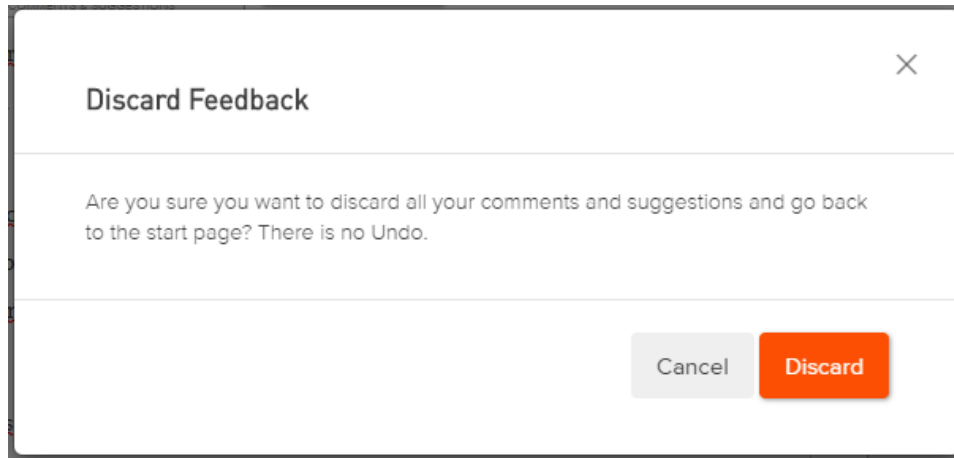 Discard Feedback
Are you sure you want to discard all your comments and suggestions and go back
to the start page? There is no Undo.
Cancel
Discard